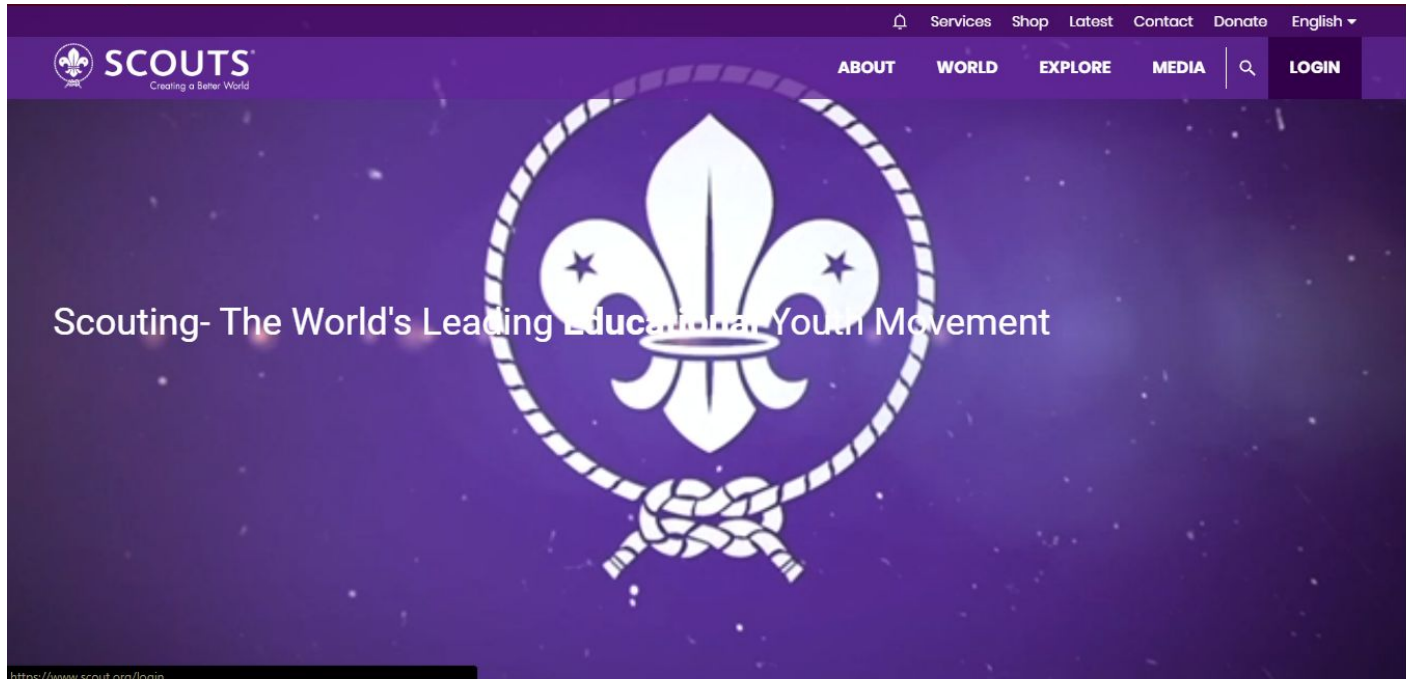 Services Shop Latest Contact Donate English
SCOUTS®
Creating a Better World
ABOUT WORLD EXPLORE MEDIA LOGIN
Scouting- The World's Leading Educational Youth Movement
https://www.scout.org/login